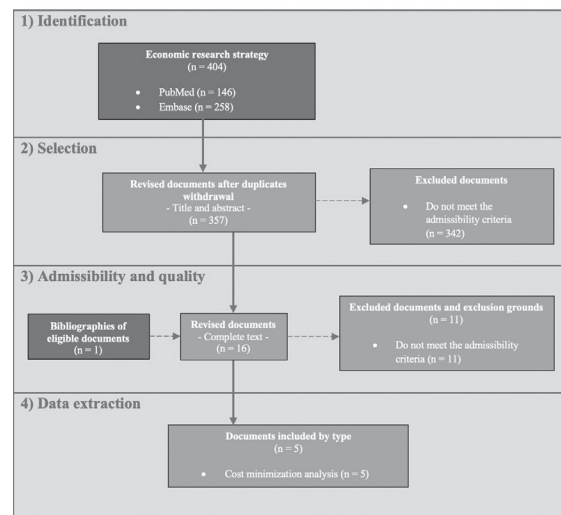 1) Identification
Economic research strategy
(n = 404)
• PubMed (n = 146)
• Embase (n = 258)
2) Selection
Revised documents after duplicates
withdrawal
- Title and abstract -
(n = 357)
Excluded documents
• Do not meet the
admissibility criteria
(n = 342)
3) Admissibility and quality
Bibliographies of
eligible documents
(n = 1)
Revised documents
- Complete text -
(n = 16)
Excluded documents and exclusion grounds
(n = 11)
• Do not meet the admissibility
criteria (n = 11)
4) Data extraction
Documents included by type
(n = 5)
• Cost minimization analysis (n = 5)